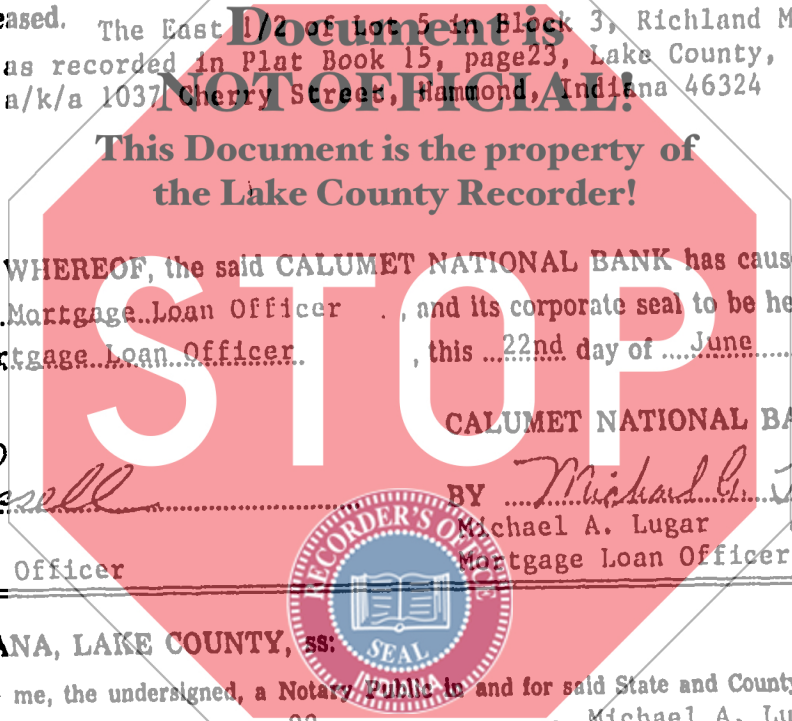 eased. The East 1/2 of Lot 5 in Block 3, Richland M
Document is
as recorded in Plat Book 15, page23, Lake County,
NOT OFFICIAL!
a/k/a 1037 Cherry Street, Hammond, Indiana 46324
This Document is the property of
the Lake County Recorder!
WHEREOF, the said CALUMET NATIONAL BANK has caus
Mortgage Loan Officer , and its corporate seal to be he
rtgage Loan Officer , this 22nd day of June
STOP
CALUMET NATIONAL BA
esell
BY Michael
Michael A. Lugar
Officer
Mortgage Loan Officer
RECORDER'S OFFICE
SEAL
INDIANA
ANA, LAKE COUNTY, ss:
me, the undersigned, a Notary Public in and for said State and County
Michael A. Lu